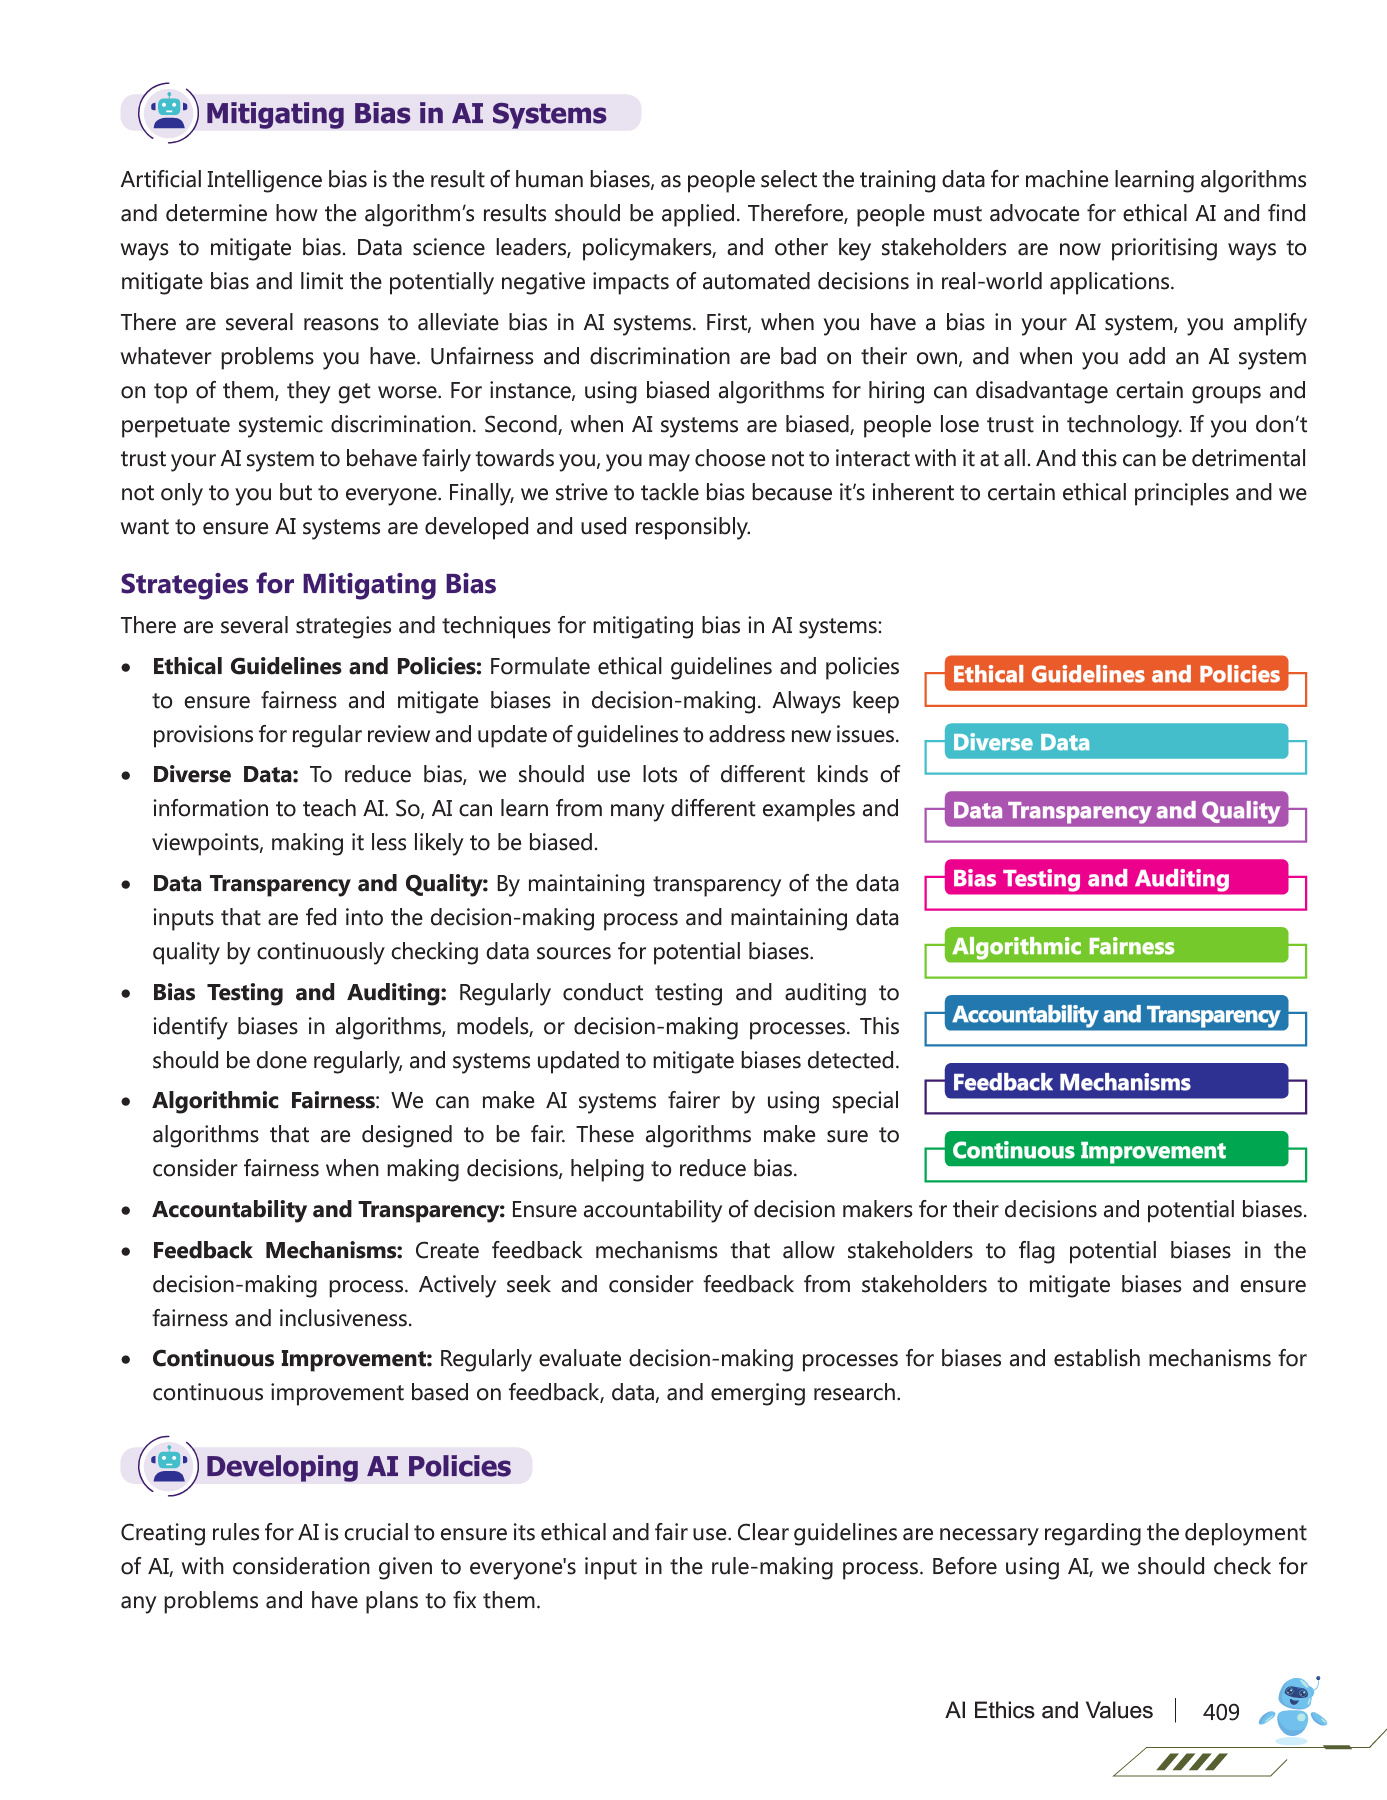 Mitigating Bias in AI Systems
Artificial Intelligence bias is the result of human biases, as people select the training data for machine learning algorithms
and determine how the algorithm’s results should be applied. Therefore, people must advocate for ethical AI and find
ways to mitigate bias. Data science leaders, policymakers, and other key stakeholders are now prioritising ways to
mitigate bias and limit the potentially negative impacts of automated decisions in real-world applications.
There are several reasons to alleviate bias in AI systems. First, when you have a bias in your AI system, you amplify
whatever problems you have. Unfairness and discrimination are bad on their own, and when you add an AI system
on top of them, they get worse. For instance, using biased algorithms for hiring can disadvantage certain groups and
perpetuate systemic discrimination. Second, when AI systems are biased, people lose trust in technology. If you don’t
trust your AI system to behave fairly towards you, you may choose not to interact with it at all. And this can be detrimental
not only to you but to everyone. Finally, we strive to tackle bias because it’s inherent to certain ethical principles and we
want to ensure AI systems are developed and used responsibly.
Strategies for Mitigating Bias
There are several strategies and techniques for mitigating bias in AI systems:
• Ethical Guidelines and Policies: Formulate ethical guidelines and policies
to ensure fairness and mitigate biases in decision-making. Always keep
provisions for regular review and update of guidelines to address new issues.
• Diverse Data: To reduce bias, we should use lots of different kinds of
information to teach AI. So, AI can learn from many different examples and
viewpoints, making it less likely to be biased.
• Data Transparency and Quality: By maintaining transparency of the data
inputs that are fed into the decision-making process and maintaining data
quality by continuously checking data sources for potential biases.
• Bias Testing and Auditing: Regularly conduct testing and auditing to
identify biases in algorithms, models, or decision-making processes. This
should be done regularly, and systems updated to mitigate biases detected.
• Algorithmic Fairness: We can make AI systems fairer by using special
algorithms that are designed to be fair. These algorithms make sure to
consider fairness when making decisions, helping to reduce bias.
Ethical Guidelines and Policies
Diverse Data
Data Transparency and Quality
Bias Testing and Auditing
Algorithmic Fairness
Accountability and Transparency
Feedback Mechanisms
Continuous Improvement
• Accountability and Transparency: Ensure accountability of decision makers for their decisions and potential biases.
• Feedback Mechanisms: Create feedback mechanisms that allow stakeholders to flag potential biases in the
decision-making process. Actively seek and consider feedback from stakeholders to mitigate biases and ensure
fairness and inclusiveness.
• Continuous Improvement: Regularly evaluate decision-making processes for biases and establish mechanisms for
continuous improvement based on feedback, data, and emerging research.
Developing AI Policies
Creating rules for AI is crucial to ensure its ethical and fair use. Clear guidelines are necessary regarding the deployment
of AI, with consideration given to everyone's input in the rule-making process. Before using AI, we should check for
any problems and have plans to fix them.
AI Ethics and Values 409